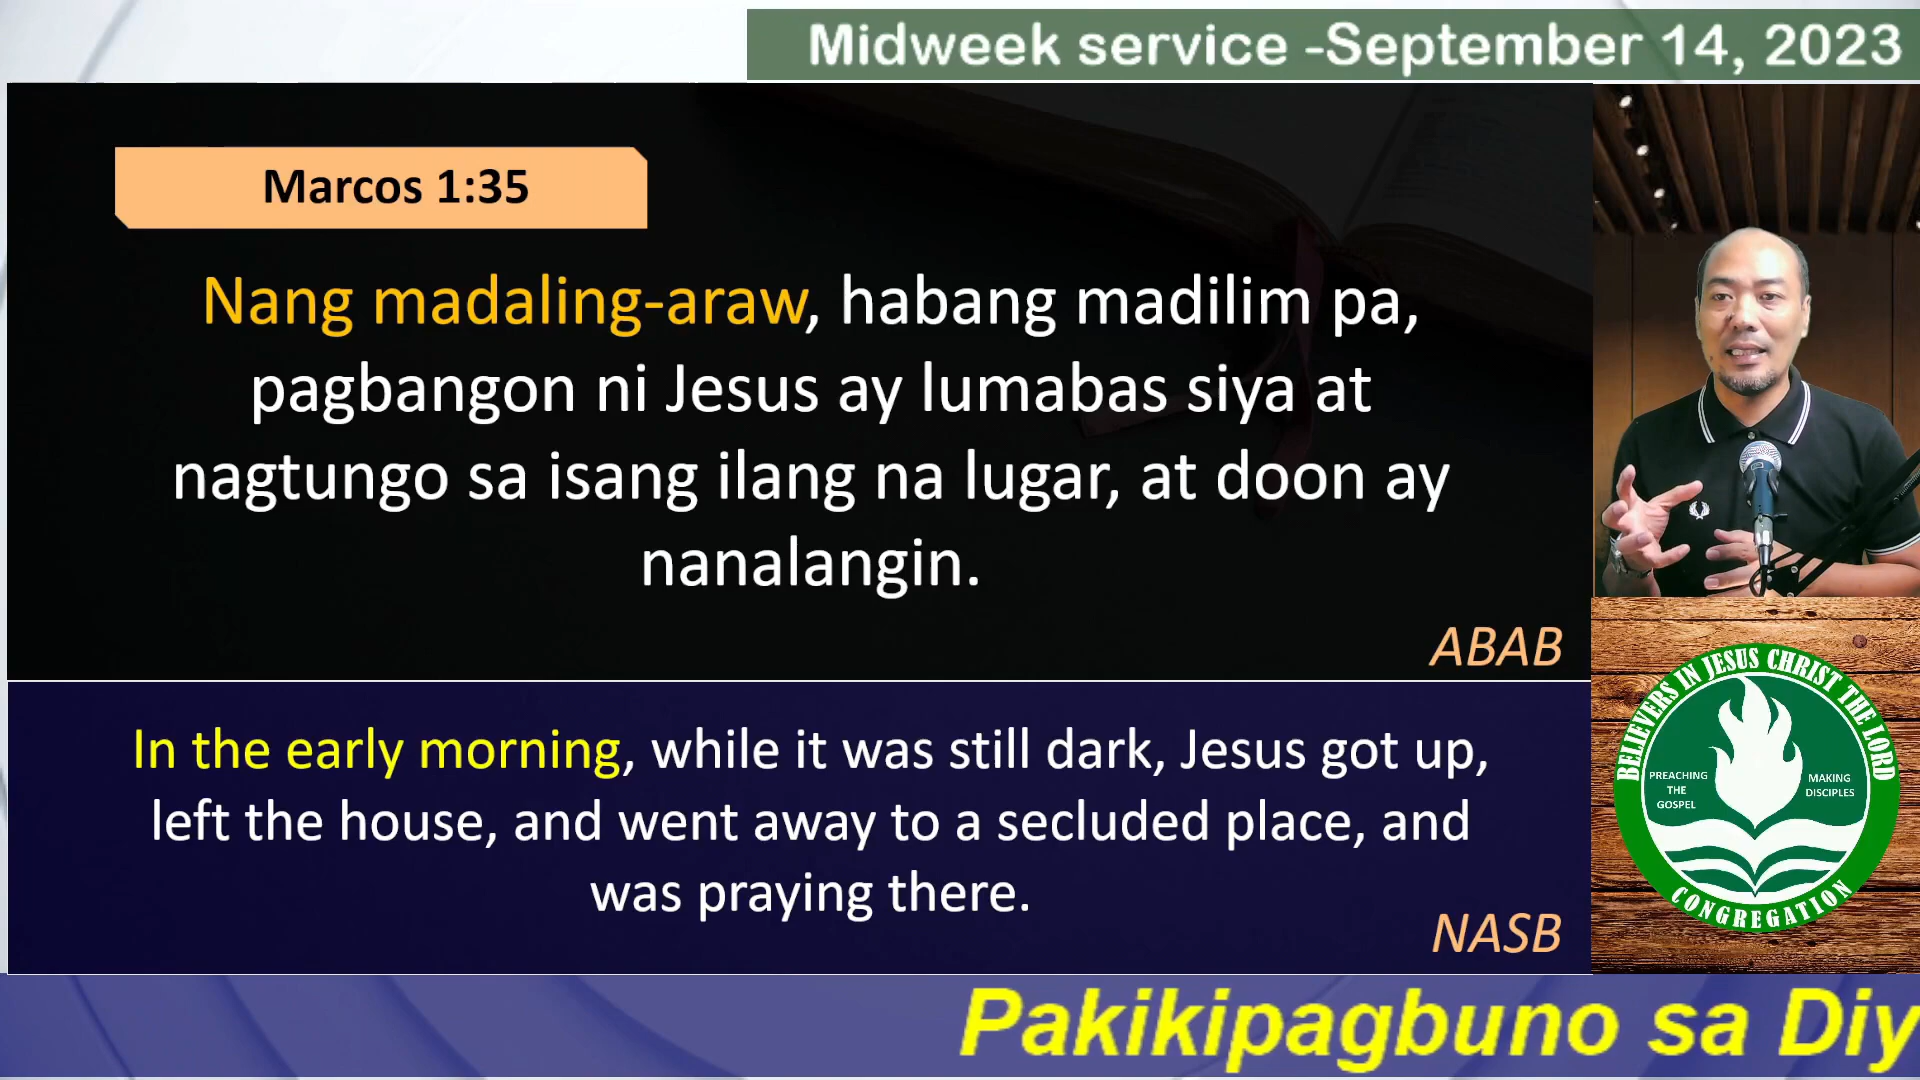 Midweek service -September 14, 2023
Marcos 1:35
Nang madaling-araw, habang madilim pa,
pagbangon ni Jesus ay lumabas siya at
nagtungo sa isang ilang na lugar, at doon ay
nanalangin.
ABAB
In the early morning, while it was still dark, Jesus got up,
left the house, and went away to a secluded place, and
was praying there.
NASB
BELIEVERS IN JESUS CHRIST THE LORD
PREACHING
THE
GOSPEL
MAKING
DISCIPLES
CONGREGATION
Pakikipagbuno sa Diy